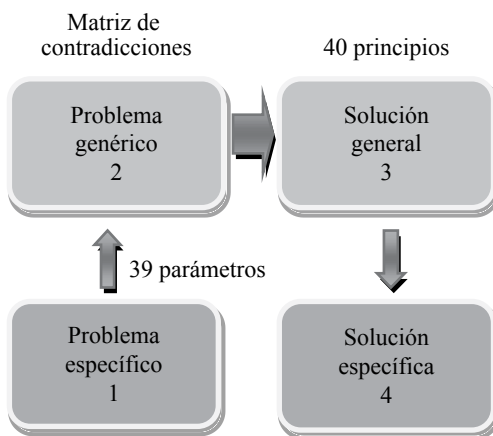 Matriz de
contradicciones
40 principios
Problema
genérico
2
Solución
general
3
39 parámetros
Problema
específico
1
Solución
específica
4